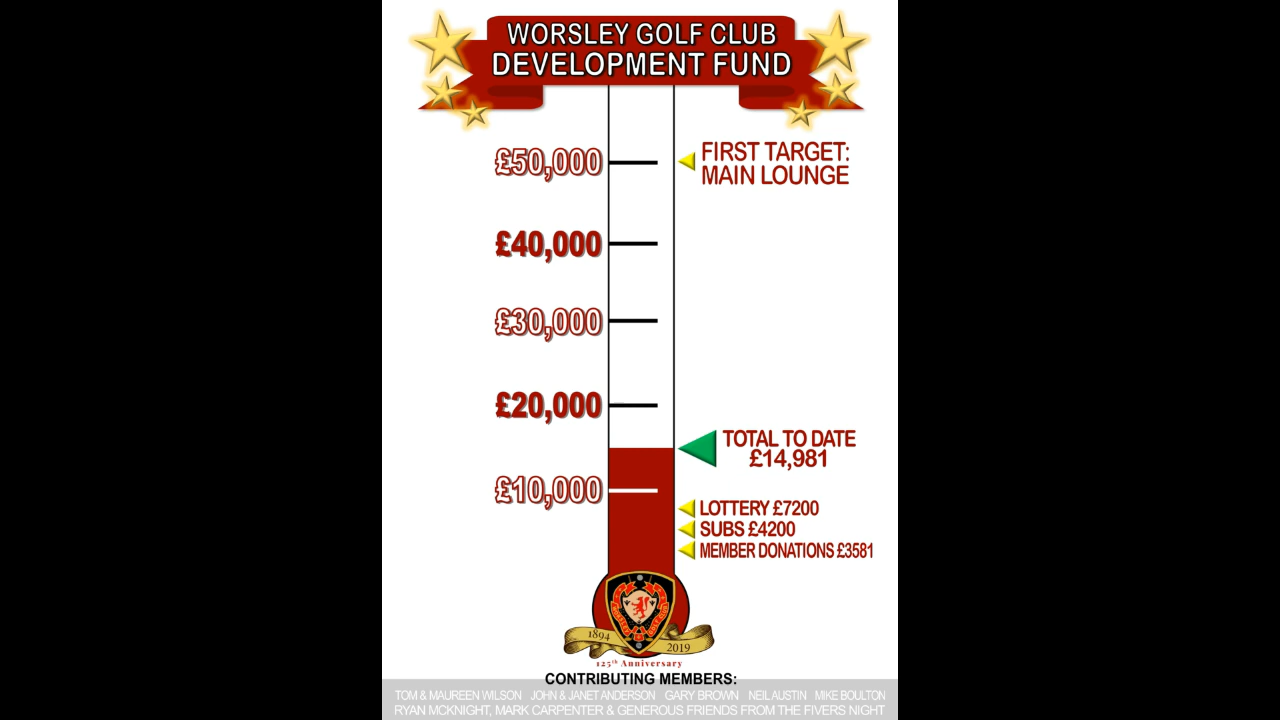 WORSLEY GOLF CLUB
DEVELOPMENT FUND
£50,000
FIRST TARGET:
MAIN LOUNGE
£40,000
£30,000
£20,000
TOTAL TO DATE
£14,981
£10,000
LOTTERY £7200
SUBS £4200
MEMBER DONATIONS £3581
1894
2019
125th Anniversary
CONTRIBUTING MEMBERS:
TOM & MAUREEN WILSON JOHN & JANET ANDERSON GARY BROWN NEIL AUSTIN MIKE BOULTON
RYAN MCKNIGHT, MARK CARPENTER & GENEROUS FRIENDS FROM THE FIVERS NIGHT